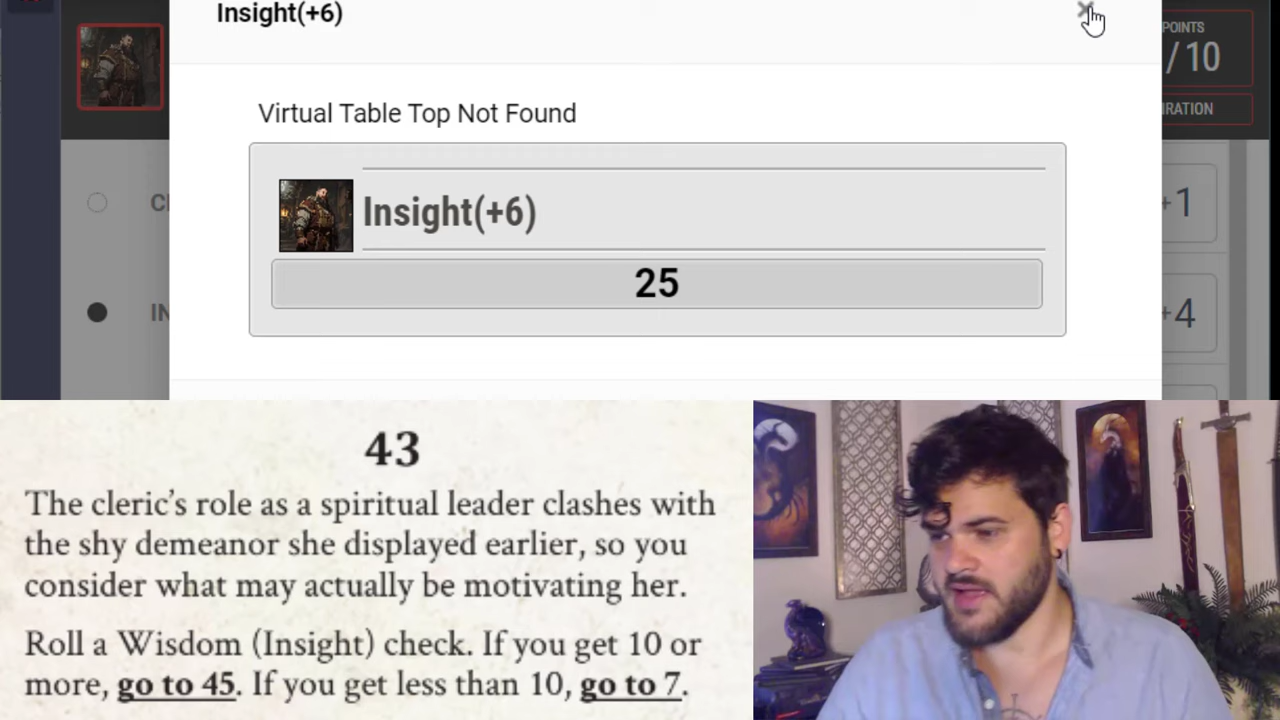 Insight(+6)
POINTS
/ 10
IRATION
Virtual Table Top Not Found
Insight(+6)
25
+1
+4
43
The cleric’s role as a spiritual leader clashes with
the shy demeanor she displayed earlier, so you
consider what may actually be motivating her.
Roll a Wisdom (Insight) check. If you get 10 or
more, go to 45. If you get less than 10, go to 7.